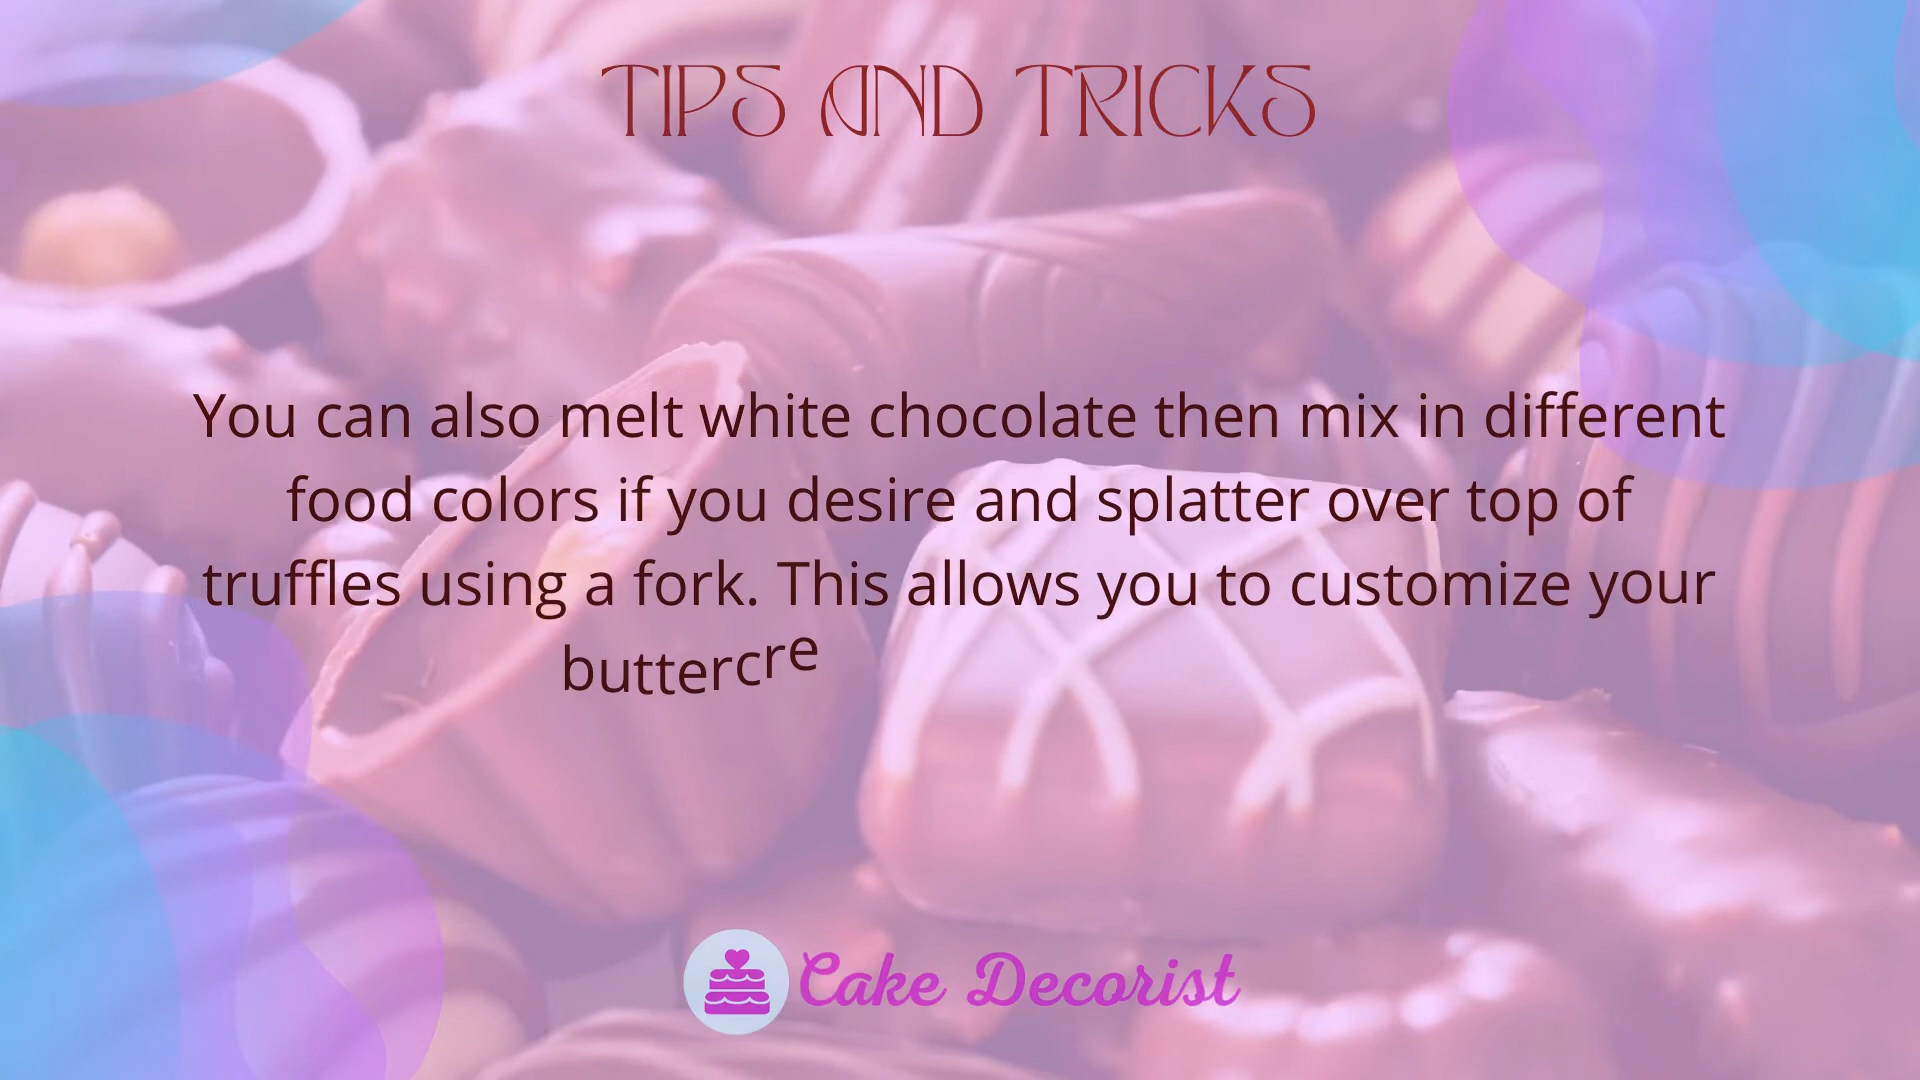 TIPS AND TRICKS
You can also melt white chocolate then mix in different
food colors if you desire and splatter over top of
truffles using a fork. This allows you to customize your
buttercre
Cake Decorist